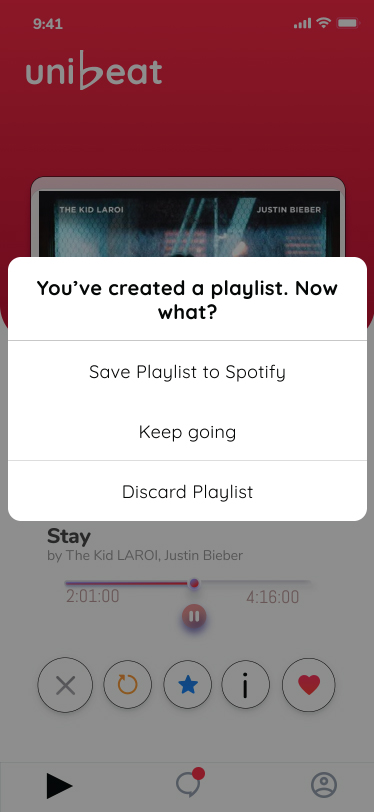 9:41
unibeat
THE KID LAROI JUSTIN BIEBER
You’ve created a playlist. Now
what?
Save Playlist to Spotify
Keep going
Discard Playlist
Stay
by The Kid LAROI, Justin Bieber
2:01:00 4:16:00
i